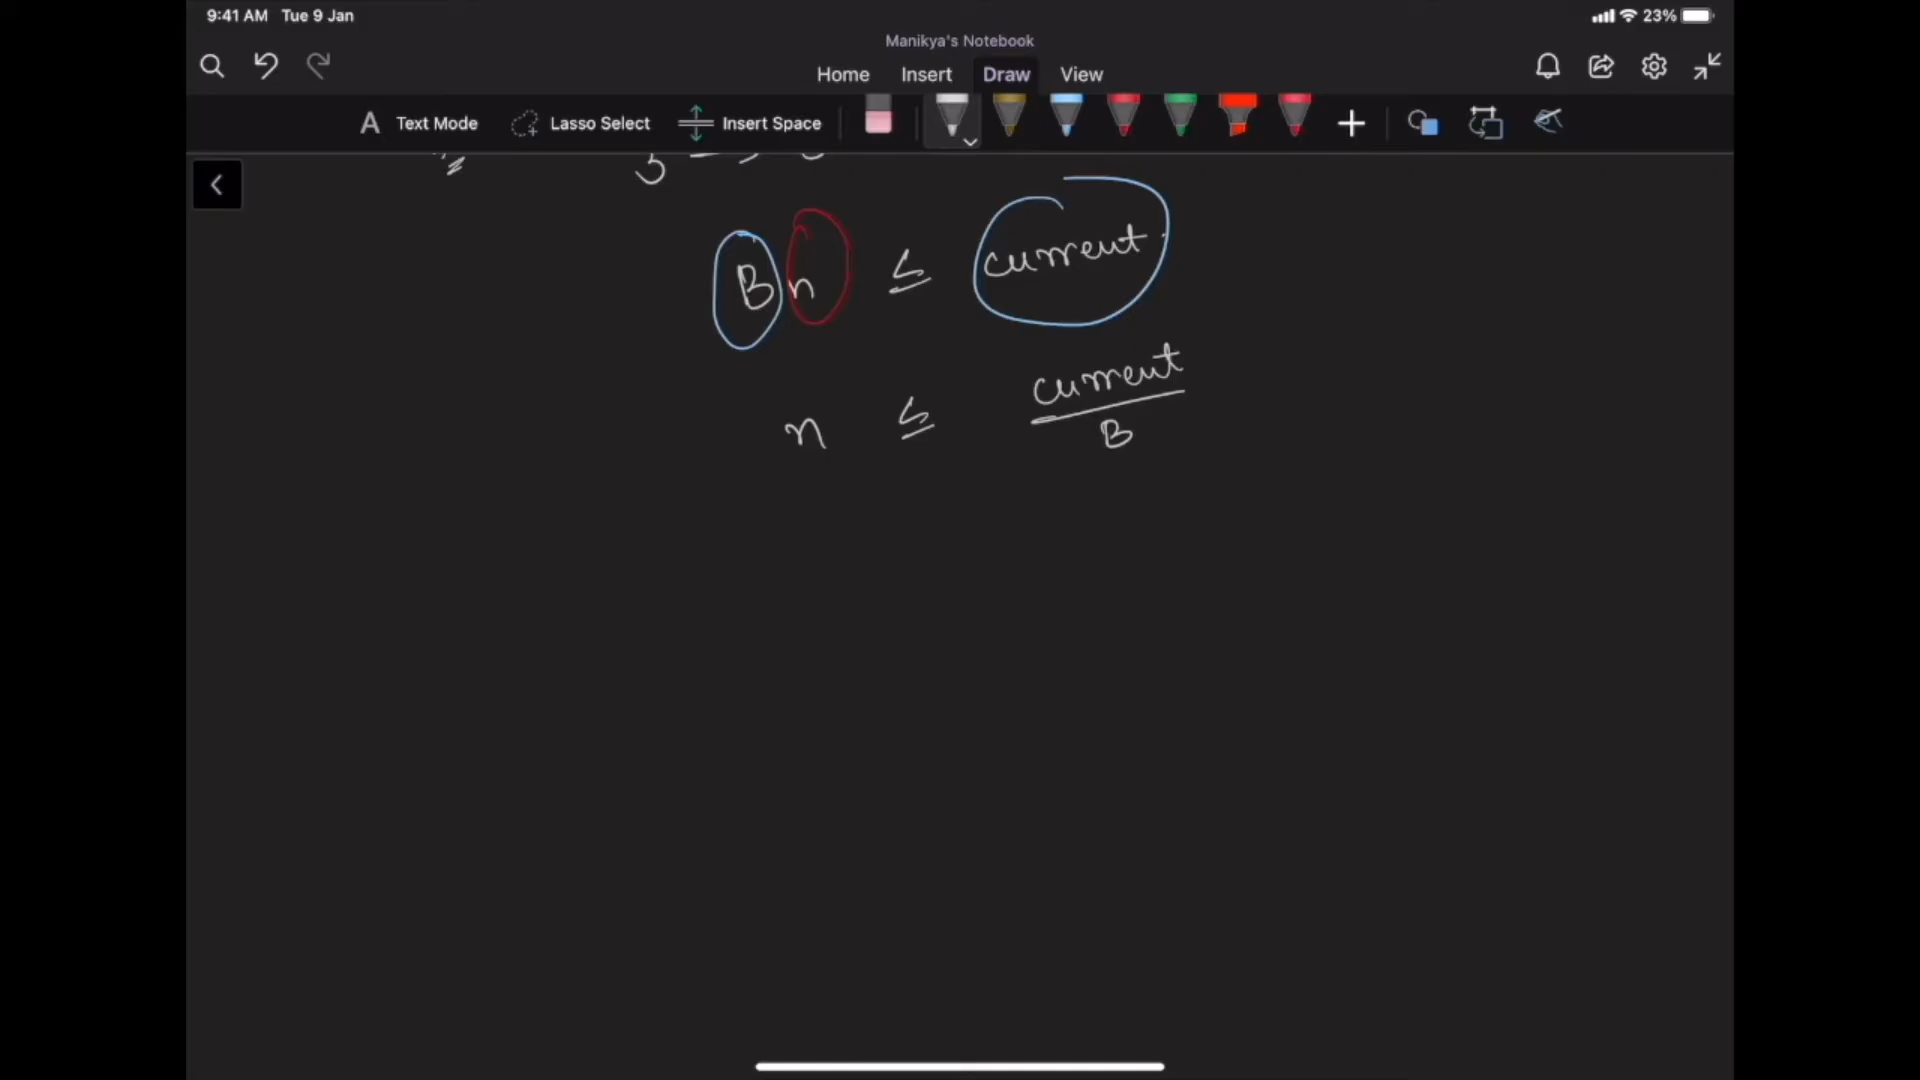 9:41 AM Tue 9 Jan 23%
Manikya's Notebook
Home Insert Draw View
A Text Mode Lasso Select Insert Space
Bn ≤ current
n ≤ current
B